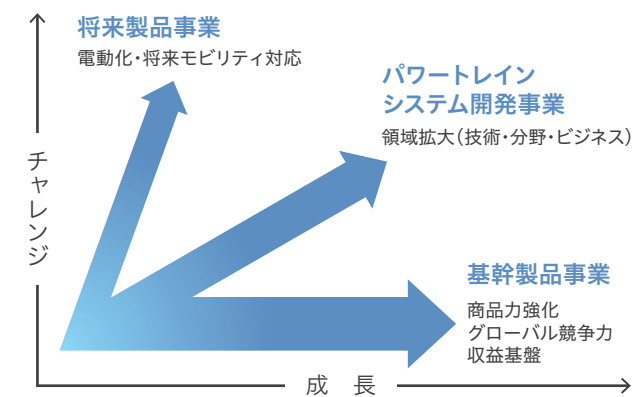 将来製品事業
電動化・将来モビリティ対応
パワートレイン
システム開発事業
領域拡大(技術・分野・ビジネス)
チャレンジ
基幹製品事業
商品力強化
グローバル競争力
収益基盤
成 長